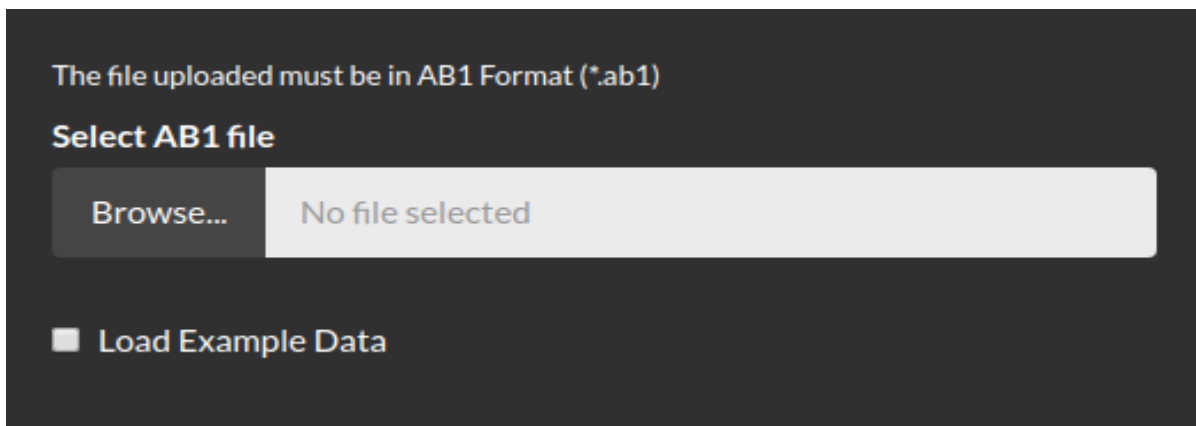 The file uploaded must be in AB1 Format (*.ab1)
Select AB1 file
Browse... No file selected
Load Example Data